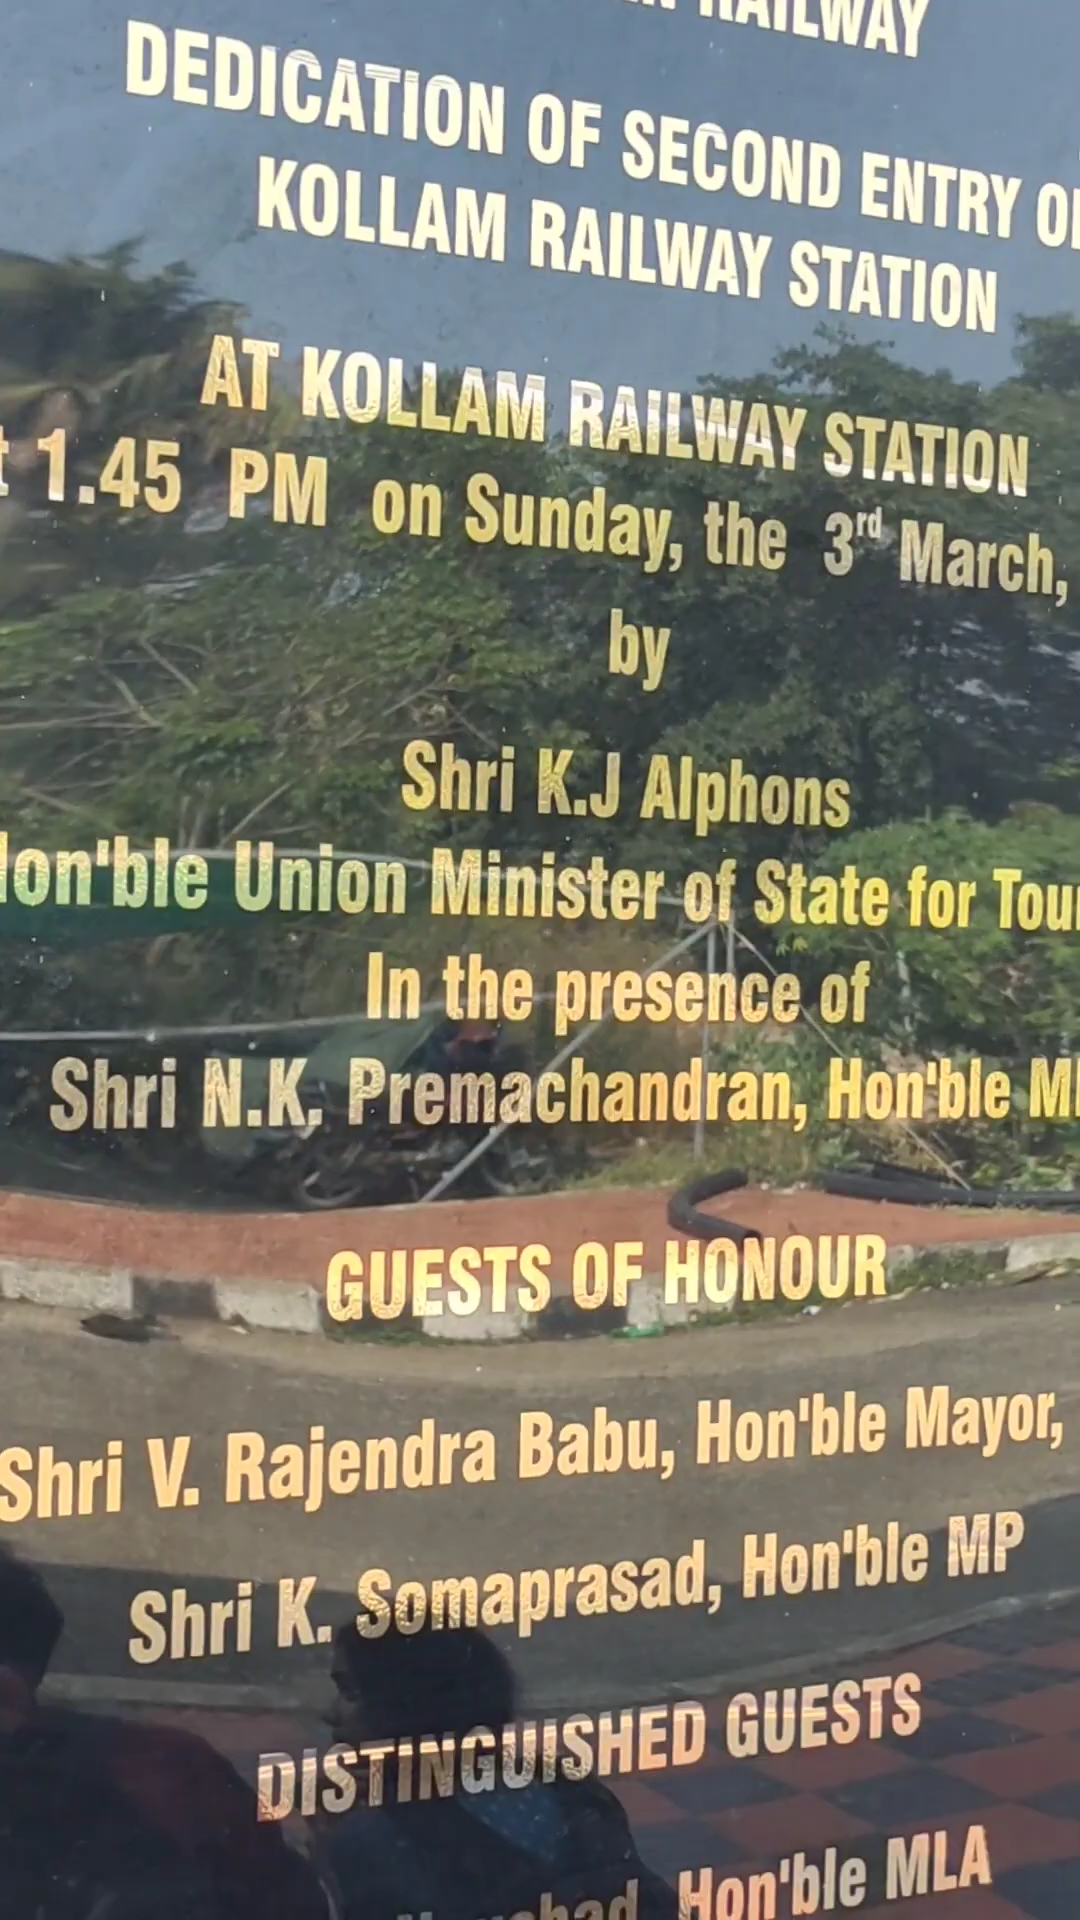 RAILWAY
DEDICATION OF SECOND ENTRY
KOLLAM RAILWAY STATION
AT KOLLAM RAILWAY STATION
1.45 PM on Sunday, the 3rd March,
by
Shri K.J Alphons
Hon'ble Union Minister of State for
In the presence of
Shri N.K. Premachandran, Hon'ble
GUESTS OF HONOUR
Shri V. Rajendra Babu, Hon'ble Mayor,
Shri K. Somaprasad, Hon'ble MP
DISTINGUISHED GUESTS
Hon'ble MLA